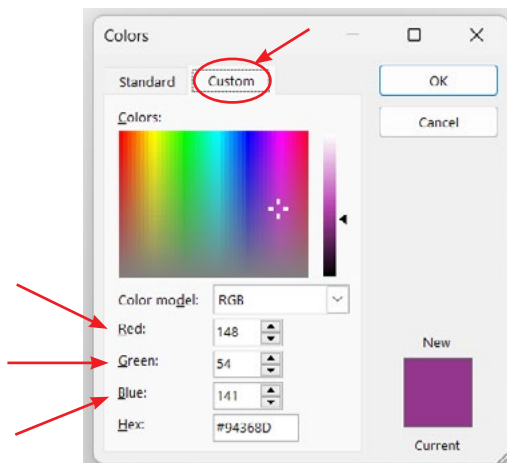 Colors
Standard Custom
OK
Cancel
Colors:
Color model: RGB
Red: 148
Green: 54
Blue: 141
Hex: #94368D
New
Current